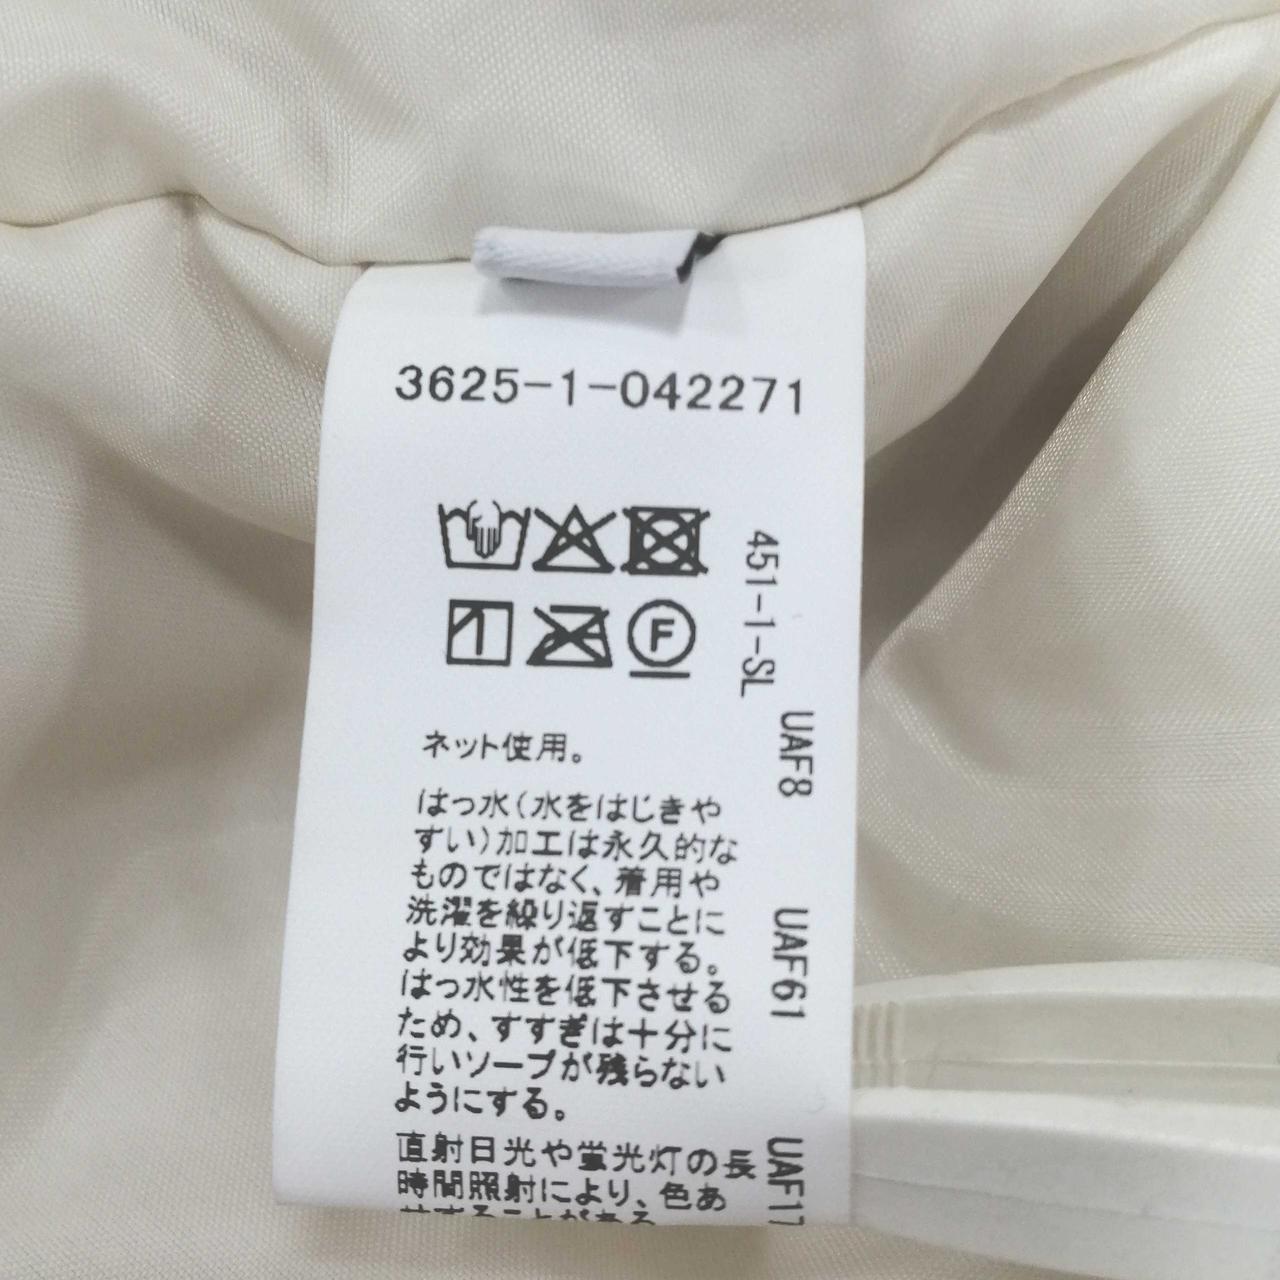 3625-1-042271
F
451-1-SL
ネット使用。
はっ水(水をはじきや
すい)加工は永久的な
ものではなく、着用や
洗濯を繰り返すことに
より効果が低下する。
はっ水性を低下させる
ため、すすぎは十分に
行いソープが残らない
ようにする。
直射日光や蛍光灯の長
時間照射により、色あ
UAF8
UAF61
UAF17